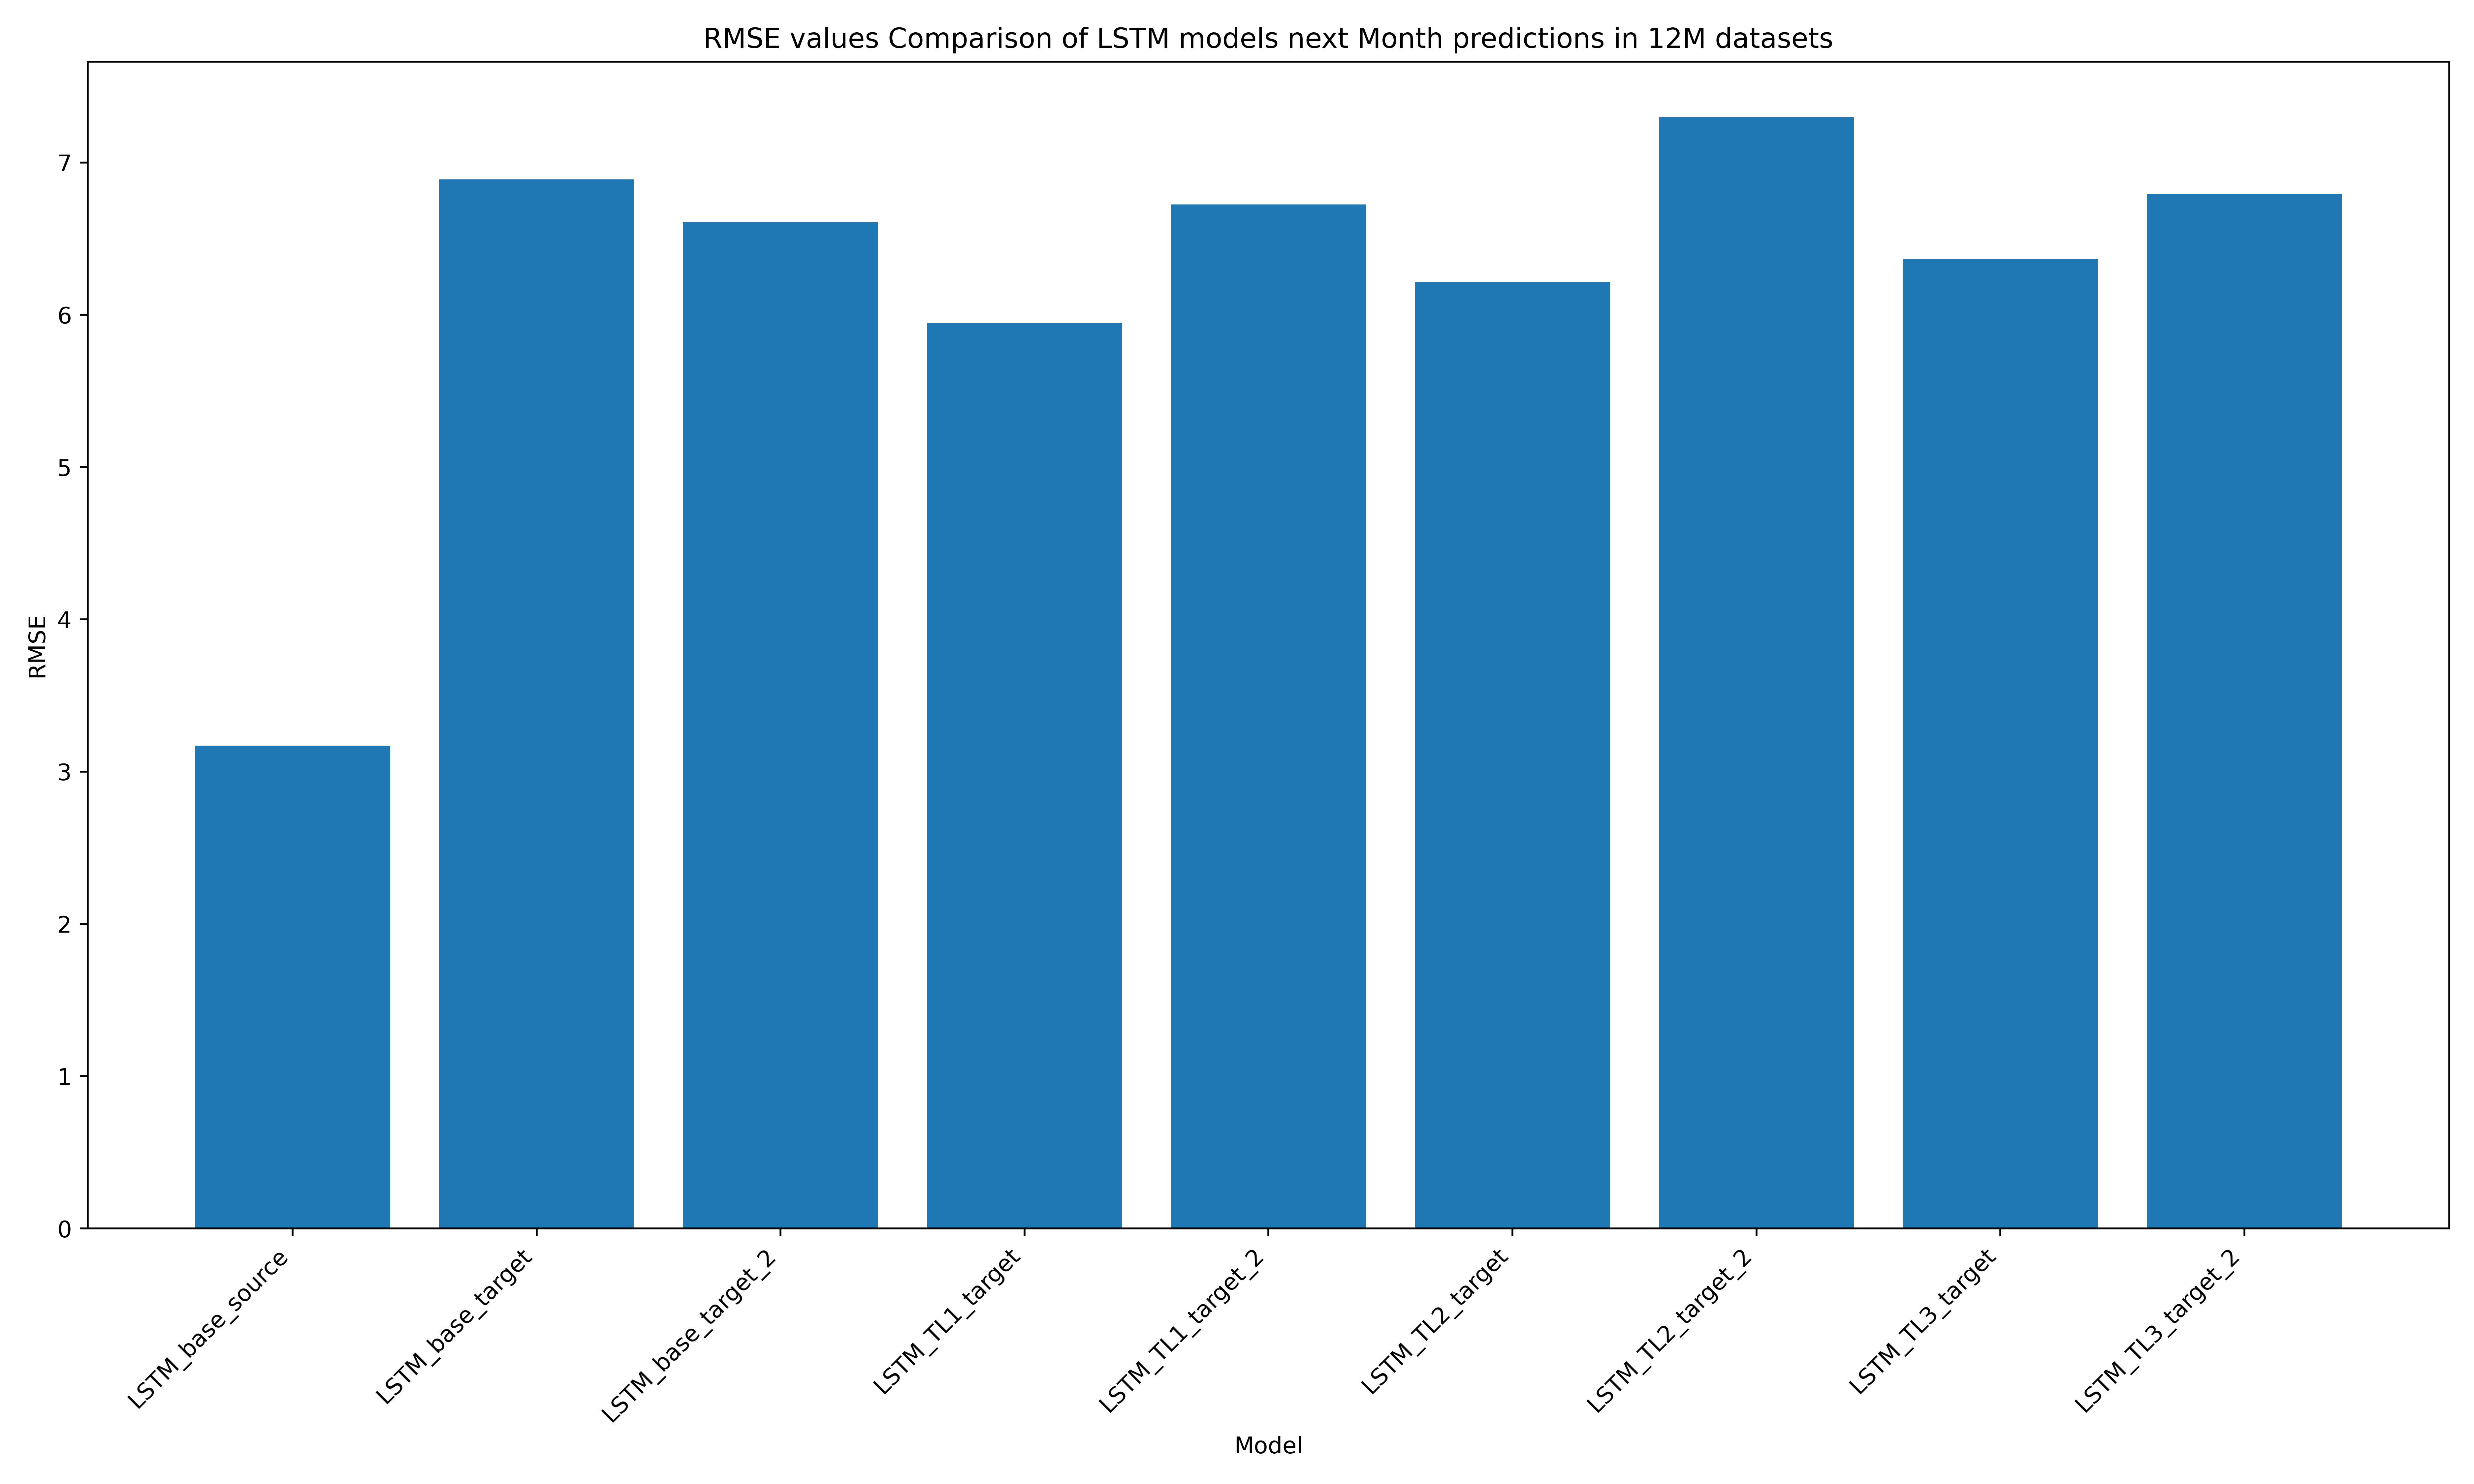 RMSE values Comparison of LSTM models next Month predictions in 12M datasets
RMSE
7
6
5
4
3
2
1
0
LSTM_base_source
LSTM_base_target
LSTM_base_target_2
LSTM_TL1_target
LSTM_TL1_target_2
LSTM_TL2_target
LSTM_TL2_target_2
LSTM_TL3_target
LSTM_TL3_target_2
Model